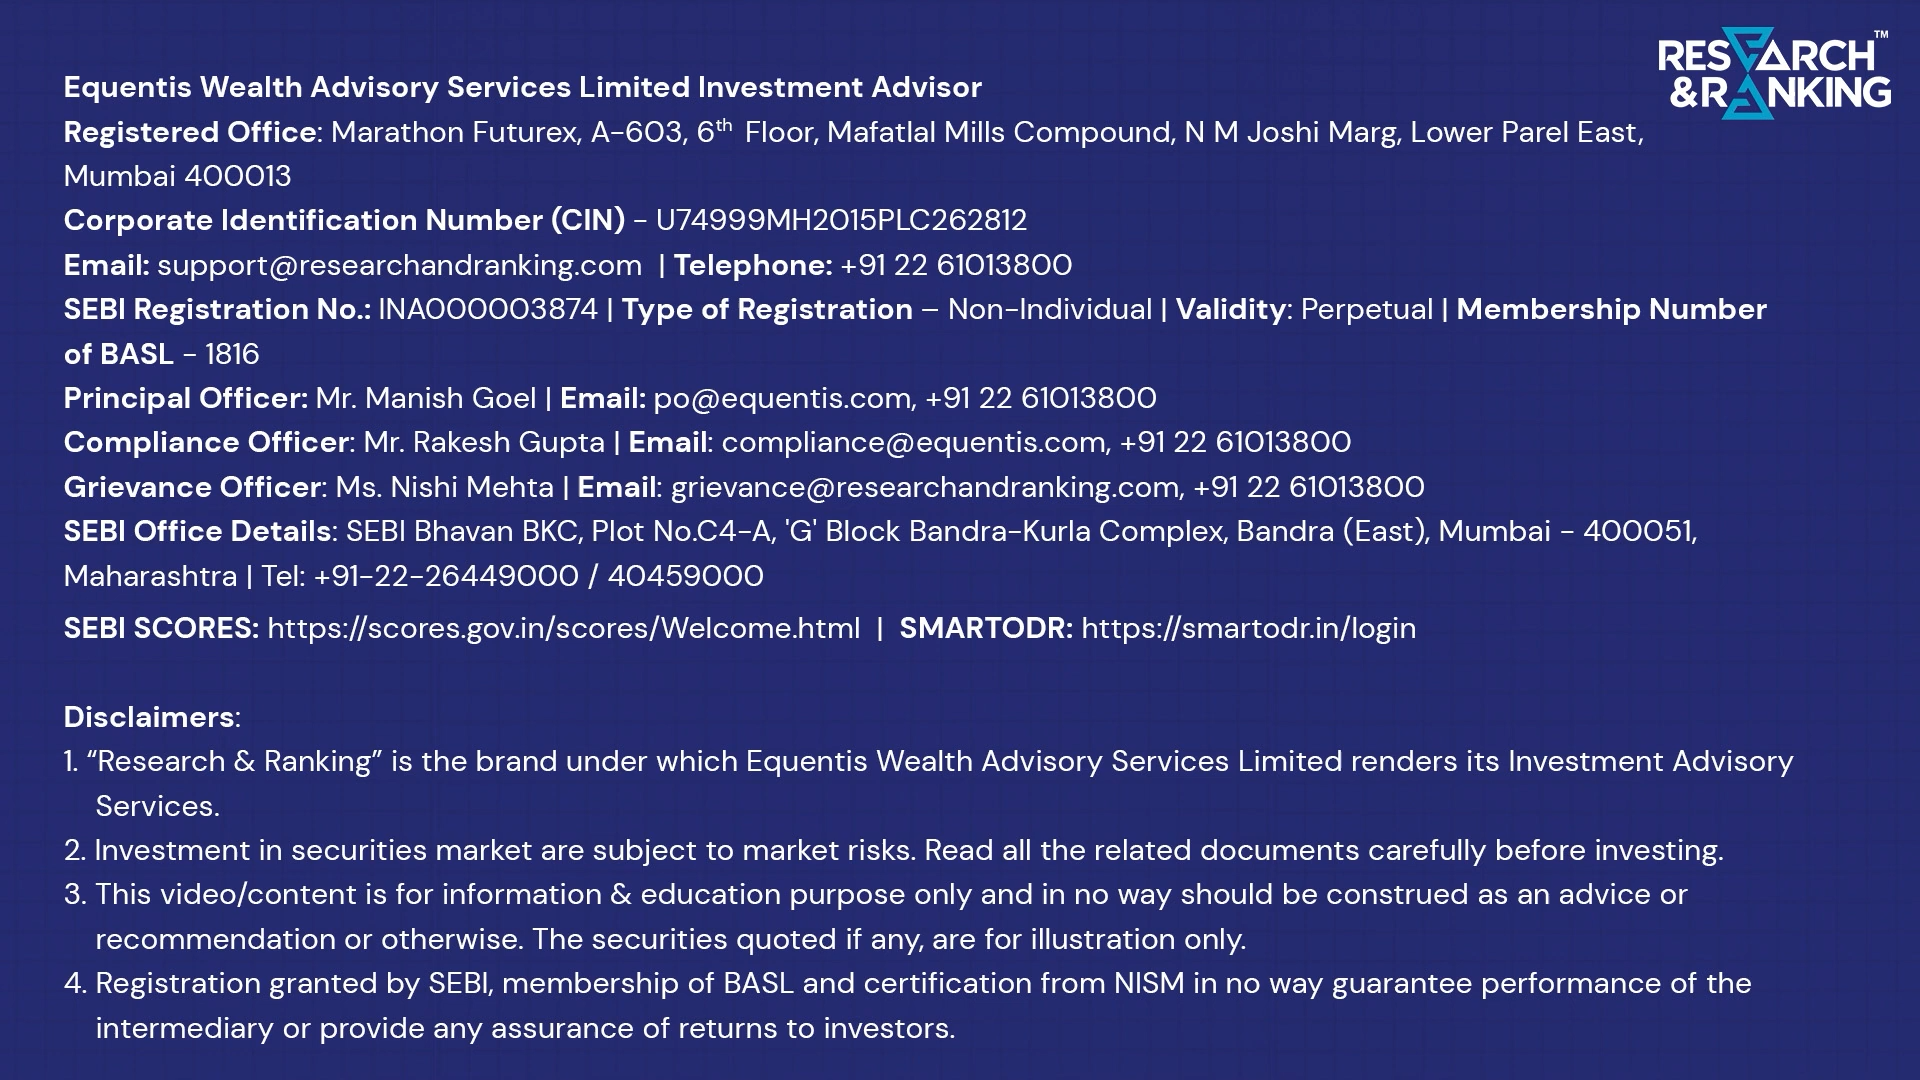 RESEARCH™
&RANKING
Equentis Wealth Advisory Services Limited Investment Advisor
Registered Office: Marathon Futurex, A-603, 6th Floor, Mafatlal Mills Compound, N M Joshi Marg, Lower Parel East,
Mumbai 400013
Corporate Identification Number (CIN) - U74999MH2015PLC262812
Email: support@researchandranking.com | Telephone: +91 22 61013800
SEBI Registration No.: INA000003874 | Type of Registration – Non-Individual | Validity: Perpetual | Membership Number
of BASL - 1816
Principal Officer: Mr. Manish Goel | Email: po@equentis.com, +91 22 61013800
Compliance Officer: Mr. Rakesh Gupta | Email: compliance@equentis.com, +91 22 61013800
Grievance Officer: Ms. Nishi Mehta | Email: grievance@researchandranking.com, +91 22 61013800
SEBI Office Details: SEBI Bhavan BKC, Plot No.C4-A, 'G' Block Bandra-Kurla Complex, Bandra (East), Mumbai - 400051,
Maharashtra | Tel: +91-22-26449000 / 40459000
SEBI SCORES: https://scores.gov.in/scores/Welcome.html | SMARTODR: https://smartodr.in/login
Disclaimers:
1. “Research & Ranking” is the brand under which Equentis Wealth Advisory Services Limited renders its Investment Advisory
Services.
2. Investment in securities market are subject to market risks. Read all the related documents carefully before investing.
3. This video/content is for information & education purpose only and in no way should be construed as an advice or
recommendation or otherwise. The securities quoted if any, are for illustration only.
4. Registration granted by SEBI, membership of BASL and certification from NISM in no way guarantee performance of the
intermediary or provide any assurance of returns to investors.